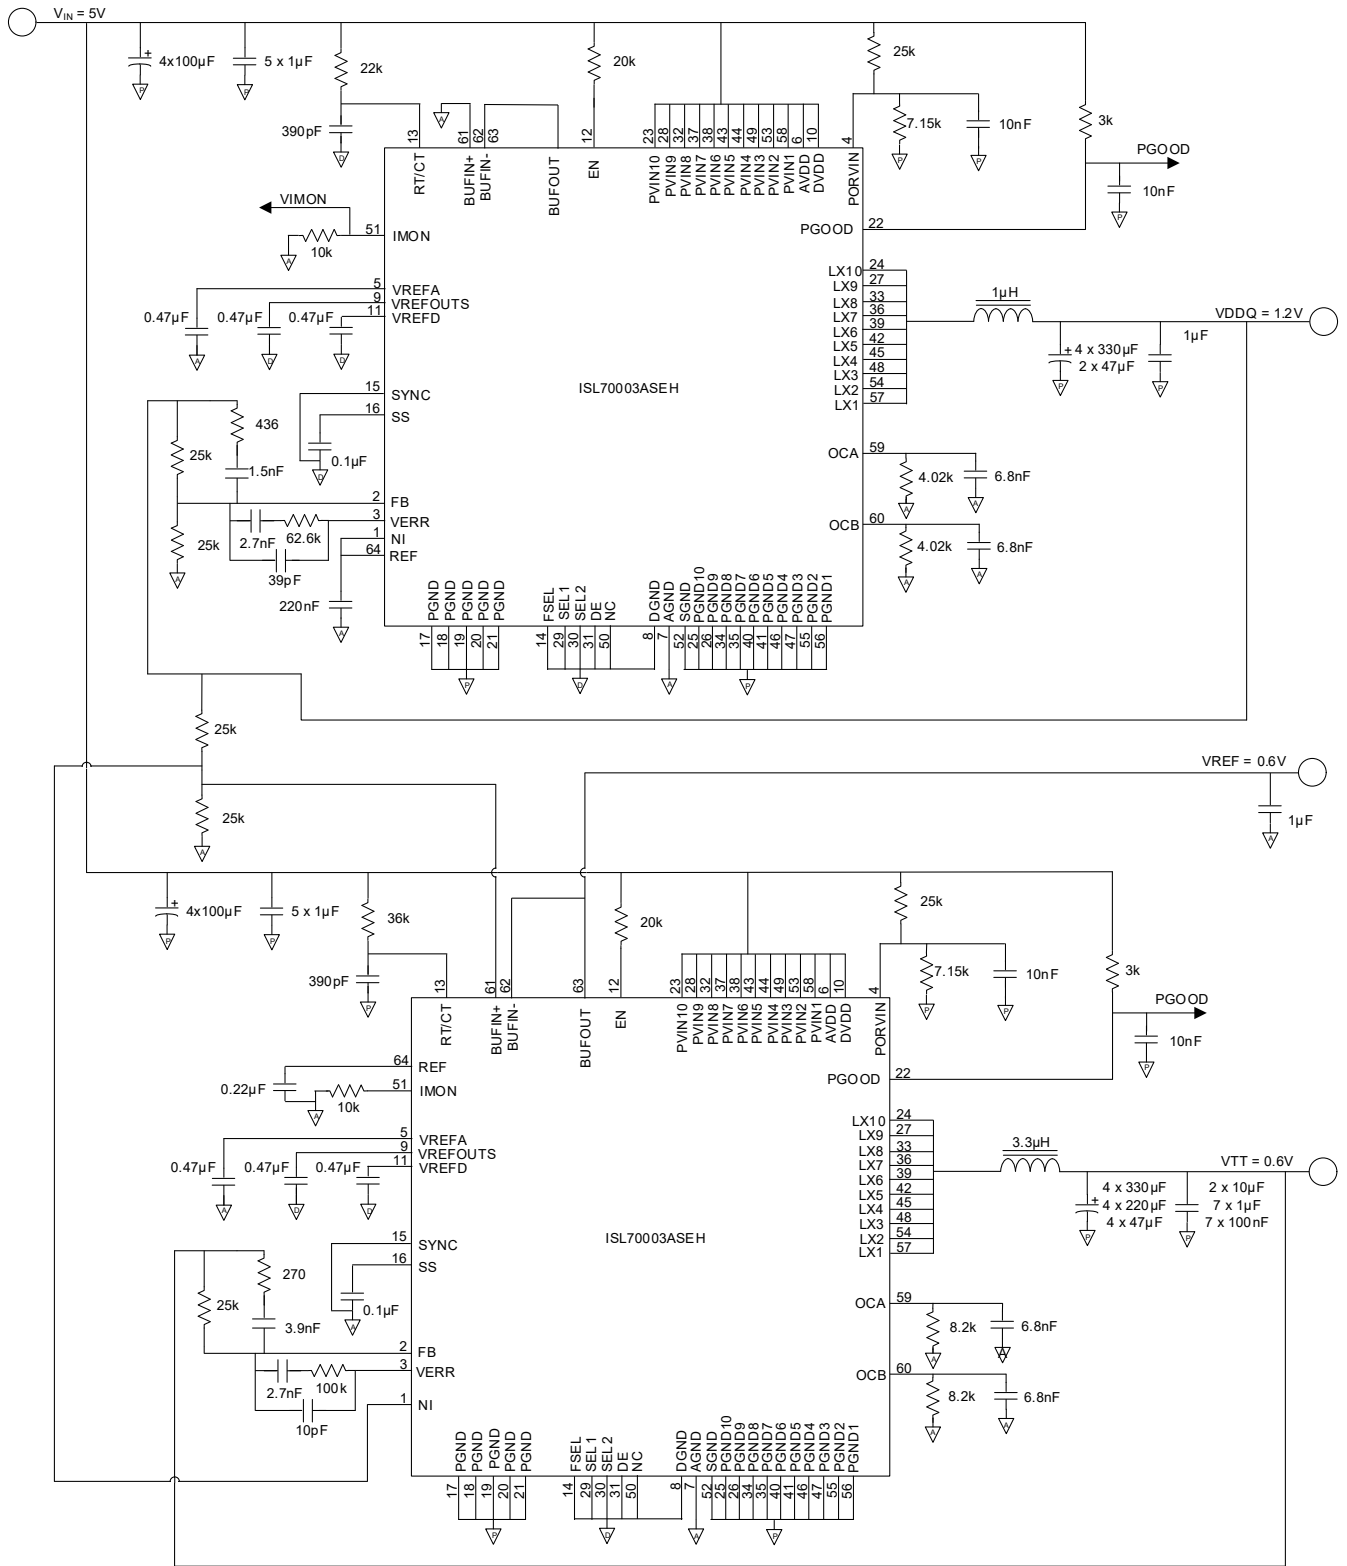 VIN = 5V
4x100µF
5 x 1µF
22k
20k
25k
390pF
7.15k
10nF
3k
PGOOD
10nF
13
61
62
63
12
23
28
32
37
38
43
44
49
53
58
6
10
4
RT/CT
BUFIN+
BUFIN-
BUFOUT
EN
PVIN10
PVIN9
PVIN8
PVIN7
PVIN6
PVIN5
PVIN4
PVIN3
PVIN2
PVIN1
AVDD
DVDD
PORVIN
VIMON
51 IMON
10k
PGOOD 22
5 VREFA
9 VREFOUTS
11 VREFD
0.47µF
0.47µF
0.47µF
LX10 24
LX9 27
LX8 33
LX7 36
LX6 39
LX5 42
LX4 45
LX3 48
LX2 54
LX1 57
1µH
VDDQ = 1.2V
4 x 330µF
2 x 47µF
1µF
ISL70003ASEH
15 SYNC
16 SS
0.1µF
436
25k
1.5nF
2 FB
3 VERR
1 NI
64 REF
25k
2.7nF
62.6k
39pF
220nF
OCA 59
4.02k
6.8nF
OCB 60
4.02k
6.8nF
PGND
PGND
PGND
PGND
PGND
FSEL
SEL1
SEL2
DE
NC
DGND
AGND
SGND
PGND10
PGND9
PGND8
PGND7
PGND6
PGND5
PGND4
PGND3
PGND2
PGND1
17
18
19
20
21
14
29
30
31
50
8
7
52
25
26
34
35
40
41
46
47
55
56
25k
25k
VREF = 0.6V
1µF
4x100µF
5 x 1µF
36k
20k
25k
390pF
7.15k
10nF
3k
PGOOD
10nF
13
61
62
63
12
23
28
32
37
38
43
44
49
53
58
6
10
4
RT/CT
BUFIN+
BUFIN-
BUFOUT
EN
PVIN10
PVIN9
PVIN8
PVIN7
PVIN6
PVIN5
PVIN4
PVIN3
PVIN2
PVIN1
AVDD
DVDD
PORVIN
64 REF
0.22µF
51 IMON
10k
PGOOD 22
5 VREFA
9 VREFOUTS
11 VREFD
0.47µF
0.47µF
0.47µF
LX10 24
LX9 27
LX8 33
LX7 36
LX6 39
LX5 42
LX4 45
LX3 48
LX2 54
LX1 57
3.3µH
VTT = 0.6V
4 x 330µF
4 x 220µF
4 x 47µF
2 x 10µF
7 x 1µF
7 x 100nF
ISL70003ASEH
15 SYNC
16 SS
0.1µF
270
25k
3.9nF
2 FB
3 VERR
1 NI
2.7nF
100k
10pF
OCA 59
8.2k
6.8nF
OCB 60
8.2k
6.8nF
PGND
PGND
PGND
PGND
PGND
FSEL
SEL1
SEL2
DE
NC
DGND
AGND
SGND
PGND10
PGND9
PGND8
PGND7
PGND6
PGND5
PGND4
PGND3
PGND2
PGND1
17
18
19
20
21
14
29
30
31
50
8
7
52
25
26
34
35
40
41
46
47
55
56